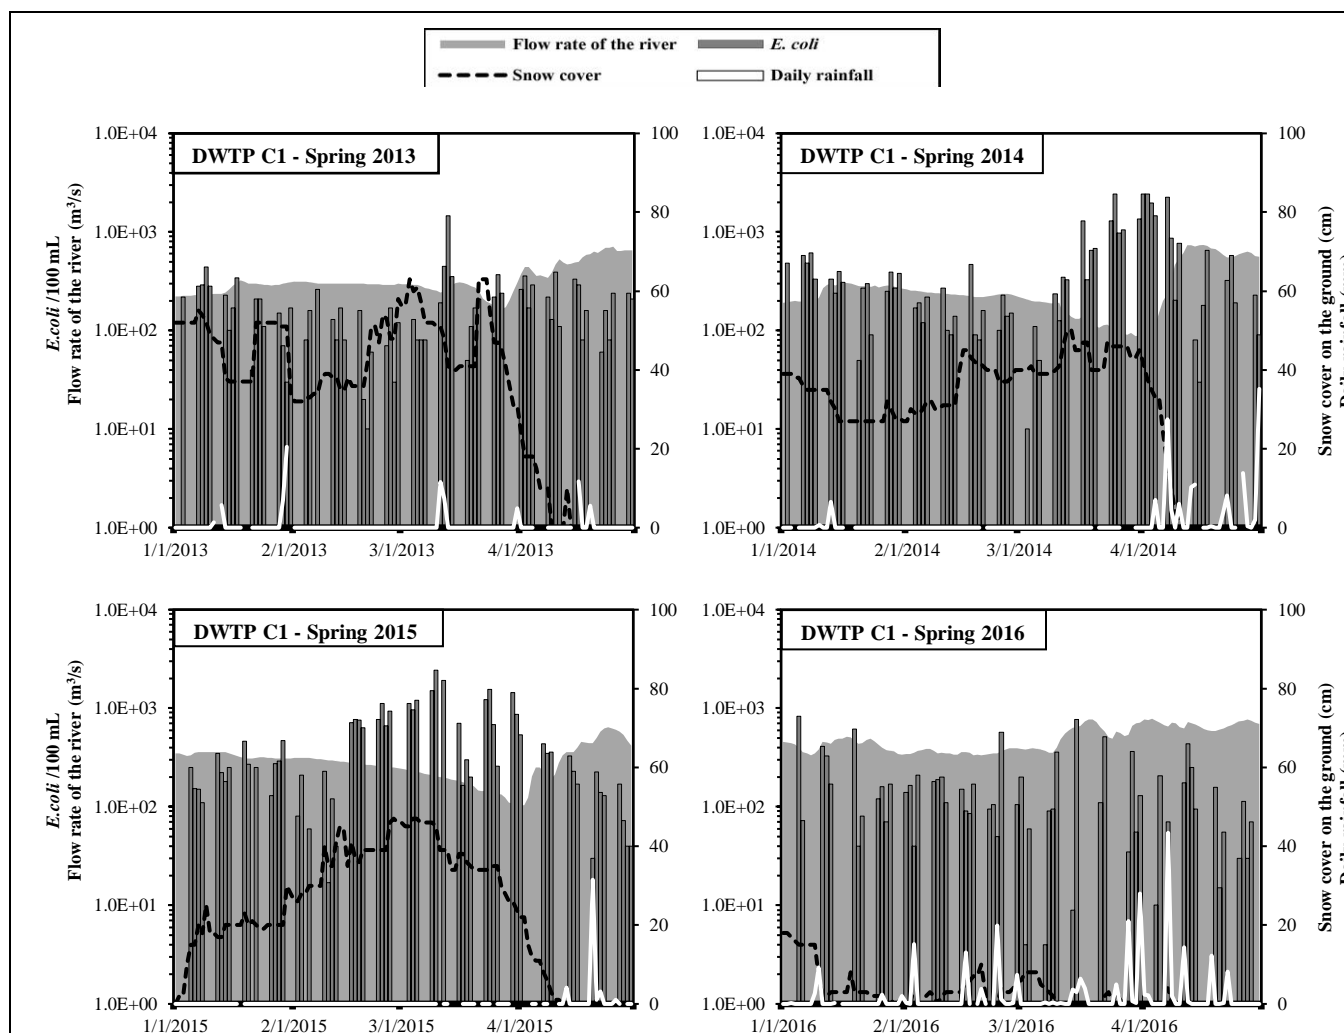 Flow rate of the river
E. coli
Snow cover
Daily rainfall
E.coli /100 mL
Flow rate of the river (m³/s)
1.0E+04
1.0E+03
1.0E+02
1.0E+01
1.0E+00
DWTP C1 - Spring 2013
100
80
60
40
20
0
1/1/2013
2/1/2013
3/1/2013
4/1/2013
1.0E+04
1.0E+03
1.0E+02
1.0E+01
1.0E+00
DWTP C1 - Spring 2014
100
80
60
40
20
0
1/1/2014
2/1/2014
3/1/2014
4/1/2014
Snow cover on the ground (cm)
E.coli /100 mL
Flow rate of the river (m³/s)
1.0E+04
1.0E+03
1.0E+02
1.0E+01
1.0E+00
DWTP C1 - Spring 2015
100
80
60
40
20
0
1/1/2015
2/1/2015
3/1/2015
4/1/2015
1.0E+04
1.0E+03
1.0E+02
1.0E+01
1.0E+00
DWTP C1 - Spring 2016
100
80
60
40
20
0
1/1/2016
2/1/2016
3/1/2016
4/1/2016
Snow cover on the ground (cm)